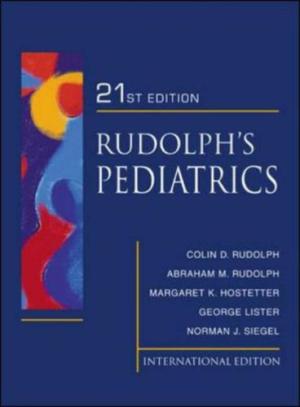 21ST EDITION
RUDOLPH'S
PEDIATRICS
COLIN D. RUDOLPH
ABRAHAM M. RUDOLPH
MARGARET K. HOSTETTER
GEORGE LISTER
NORMAN J. SIEGEL
INTERNATIONAL EDITION